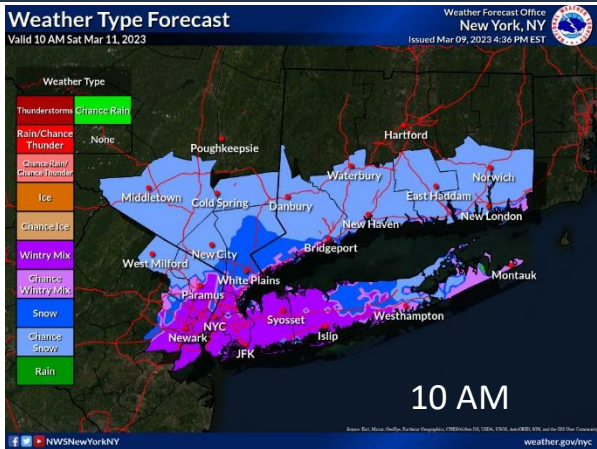 Weather Type Forecast
Valid 10 AM Sat Mar 11, 2023
Weather Forecast Office
New York, NY
Issued Mar 09, 2023 4:36 PM EST
Weather Type
Thunderstorms
Chance Rain
Rain/Chance
Thunder
None
Chance Rain/
Chance Thunder
Ice
Chance Ice
Wintry Mix
Chance
Wintry Mix
Snow
Chance
Snow
Rain
Poughkeepsie
Hartford
Waterbury
Norwich
Middletown
Cold Spring
Danbury
East Haddam
New London
New Haven
New City
Bridgeport
West Milford
White Plains
Montauk
Paramus
NYC
Syosset
Westhampton
Newark
Islip
JFK
10 AM
NWSNewYorkNY
weather.gov/nyc